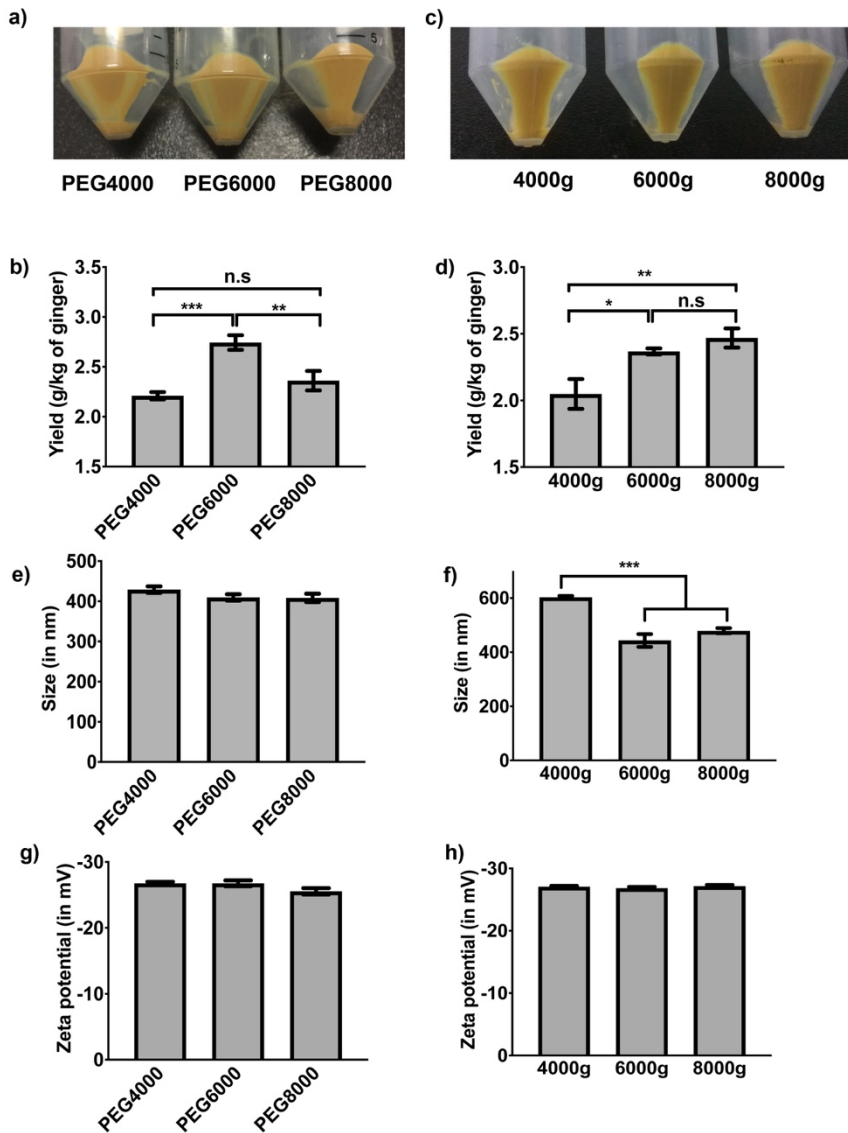 a)
PEG4000 PEG6000 PEG8000
c)
5
4000g 6000g 8000g
b)
Yield (g/kg of ginger)
3.5
3.0
2.5
2.0
1.5
n.s
*** **
PEG4000 PEG6000 PEG8000
d)
Yield (g/kg of ginger)
3.0
2.5
2.0
1.5
**
* n.s
4000g 6000g 8000g
e)
Size (in nm)
500
400
300
200
100
0
PEG4000 PEG6000 PEG8000
f)
Size (in nm)
600
400
600
0
***
4000g 6000g 8000g
g)
Zeta potential (in mV)
-30
-20
-10
0
PEG4000 PEG6000 PEG8000
h)
Zeta potential (in mV)
-30
-20
-10
0
4000g 6000g 8000g